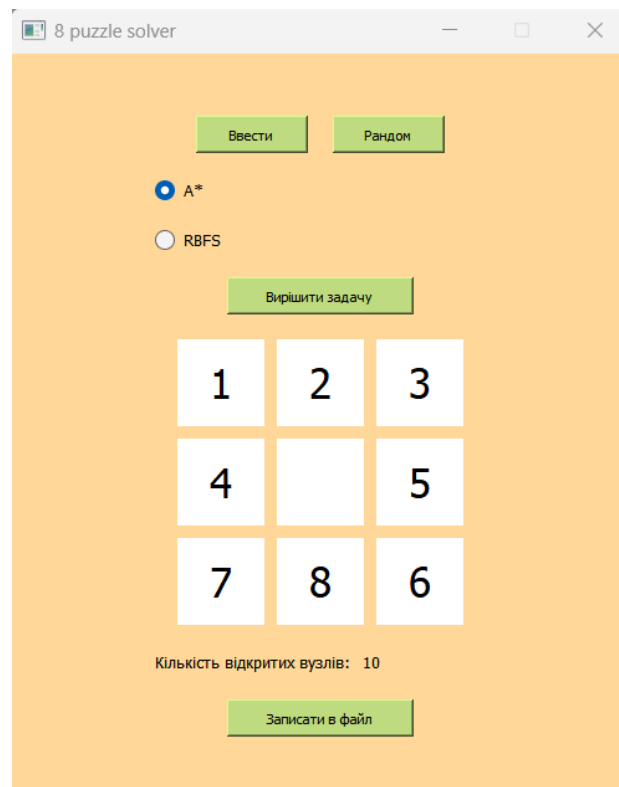 8 puzzle solver
Ввести Рандом
A*
RBFS
Вирішити задачу
1 2 3
4 5
7 8 6
Кількість відкритих вузлів: 10
Записати в файл